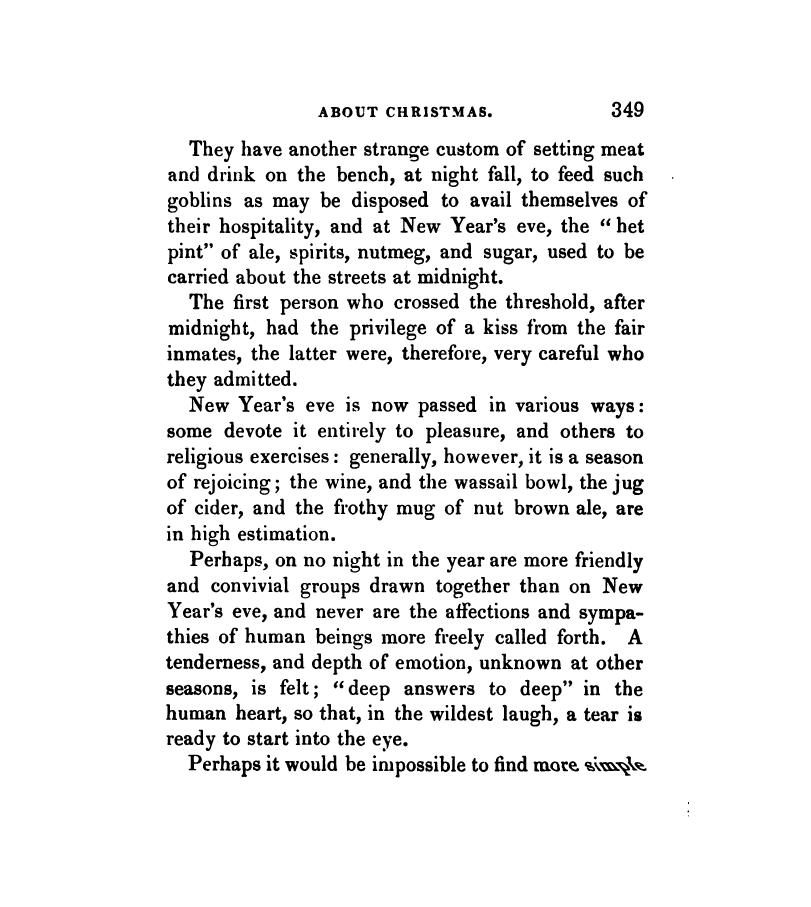 ABOUT CHRISTMAS. 349
They have another strange custom of setting meat
and drink on the bench, at night fall, to feed such
goblins as may be disposed to avail themselves of
their hospitality, and at New Year's eve, the " het
pint" of ale, spirits, nutmeg, and sugar, used to be
carried about the streets at midnight.
The first person who crossed the threshold, after
midnight, had the privilege of a kiss from the fair
inmates, the latter were, therefore, very careful who
they admitted.
New Year's eve is now passed in various ways:
some devote it entirely to pleasure, and others to
religious exercises: generally, however, it is a season
of rejoicing; the wine, and the wassail bowl, the jug
of cider, and the frothy mug of nut brown ale, are
in high estimation.
Perhaps, on no night in the year are more friendly
and convivial groups drawn together than on New
Year's eve, and never are the affections and sympa-
thies of human beings more freely called forth. A
tenderness, and depth of emotion, unknown at other
seasons, is felt; "deep answers to deep" in the
human heart, so that, in the wildest laugh, a tear is
ready to start into the eye.
Perhaps it would be impossible to find more simple